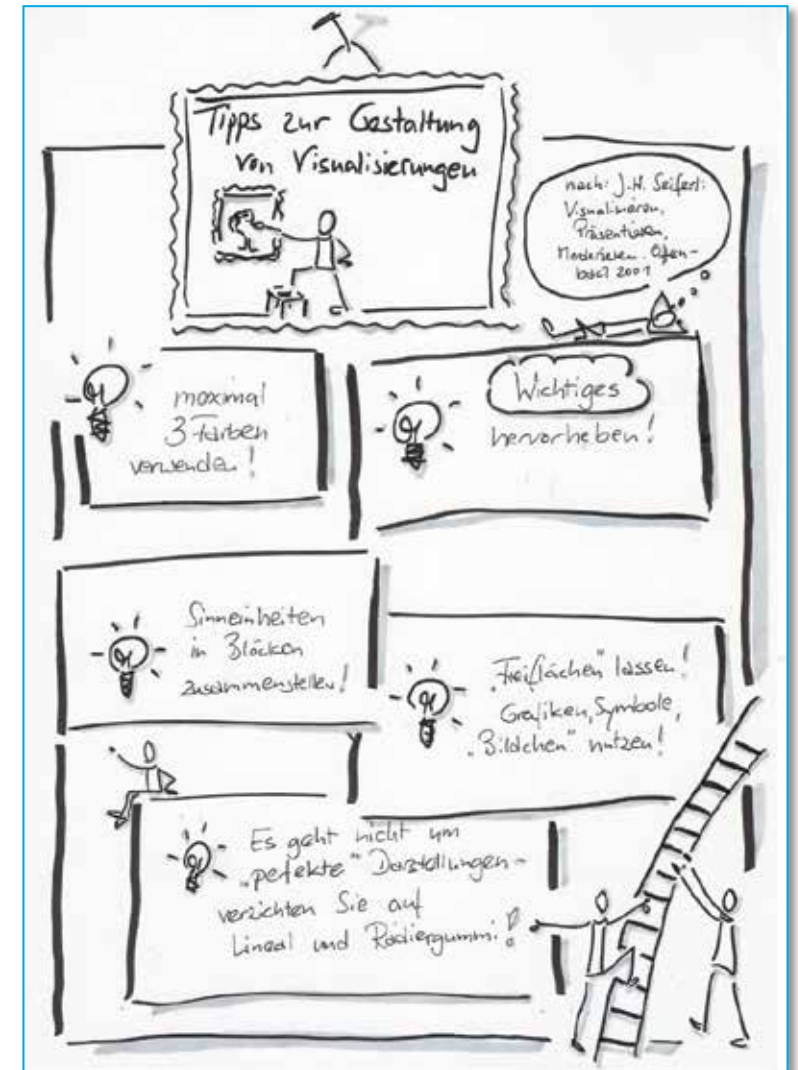 Tipps zur Gestaltung
von Visualisierungen
nach: J.H. Seifert:
Visualisieren,
Präsentieren,
Moderieren. Offen-
bach 2001
maximal
3 Farben
verwenden!
Wichtiges
hervorheben!
Sinneinheiten
in Blöcken
zusammenstellen!
„Freiflächen" lassen!
Grafiken, Symbole,
„Bildchen" nutzen!
Es geht nicht um
„perfekte" Darstellungen-
verzichten Sie auf
Lineal und Radiergummi!